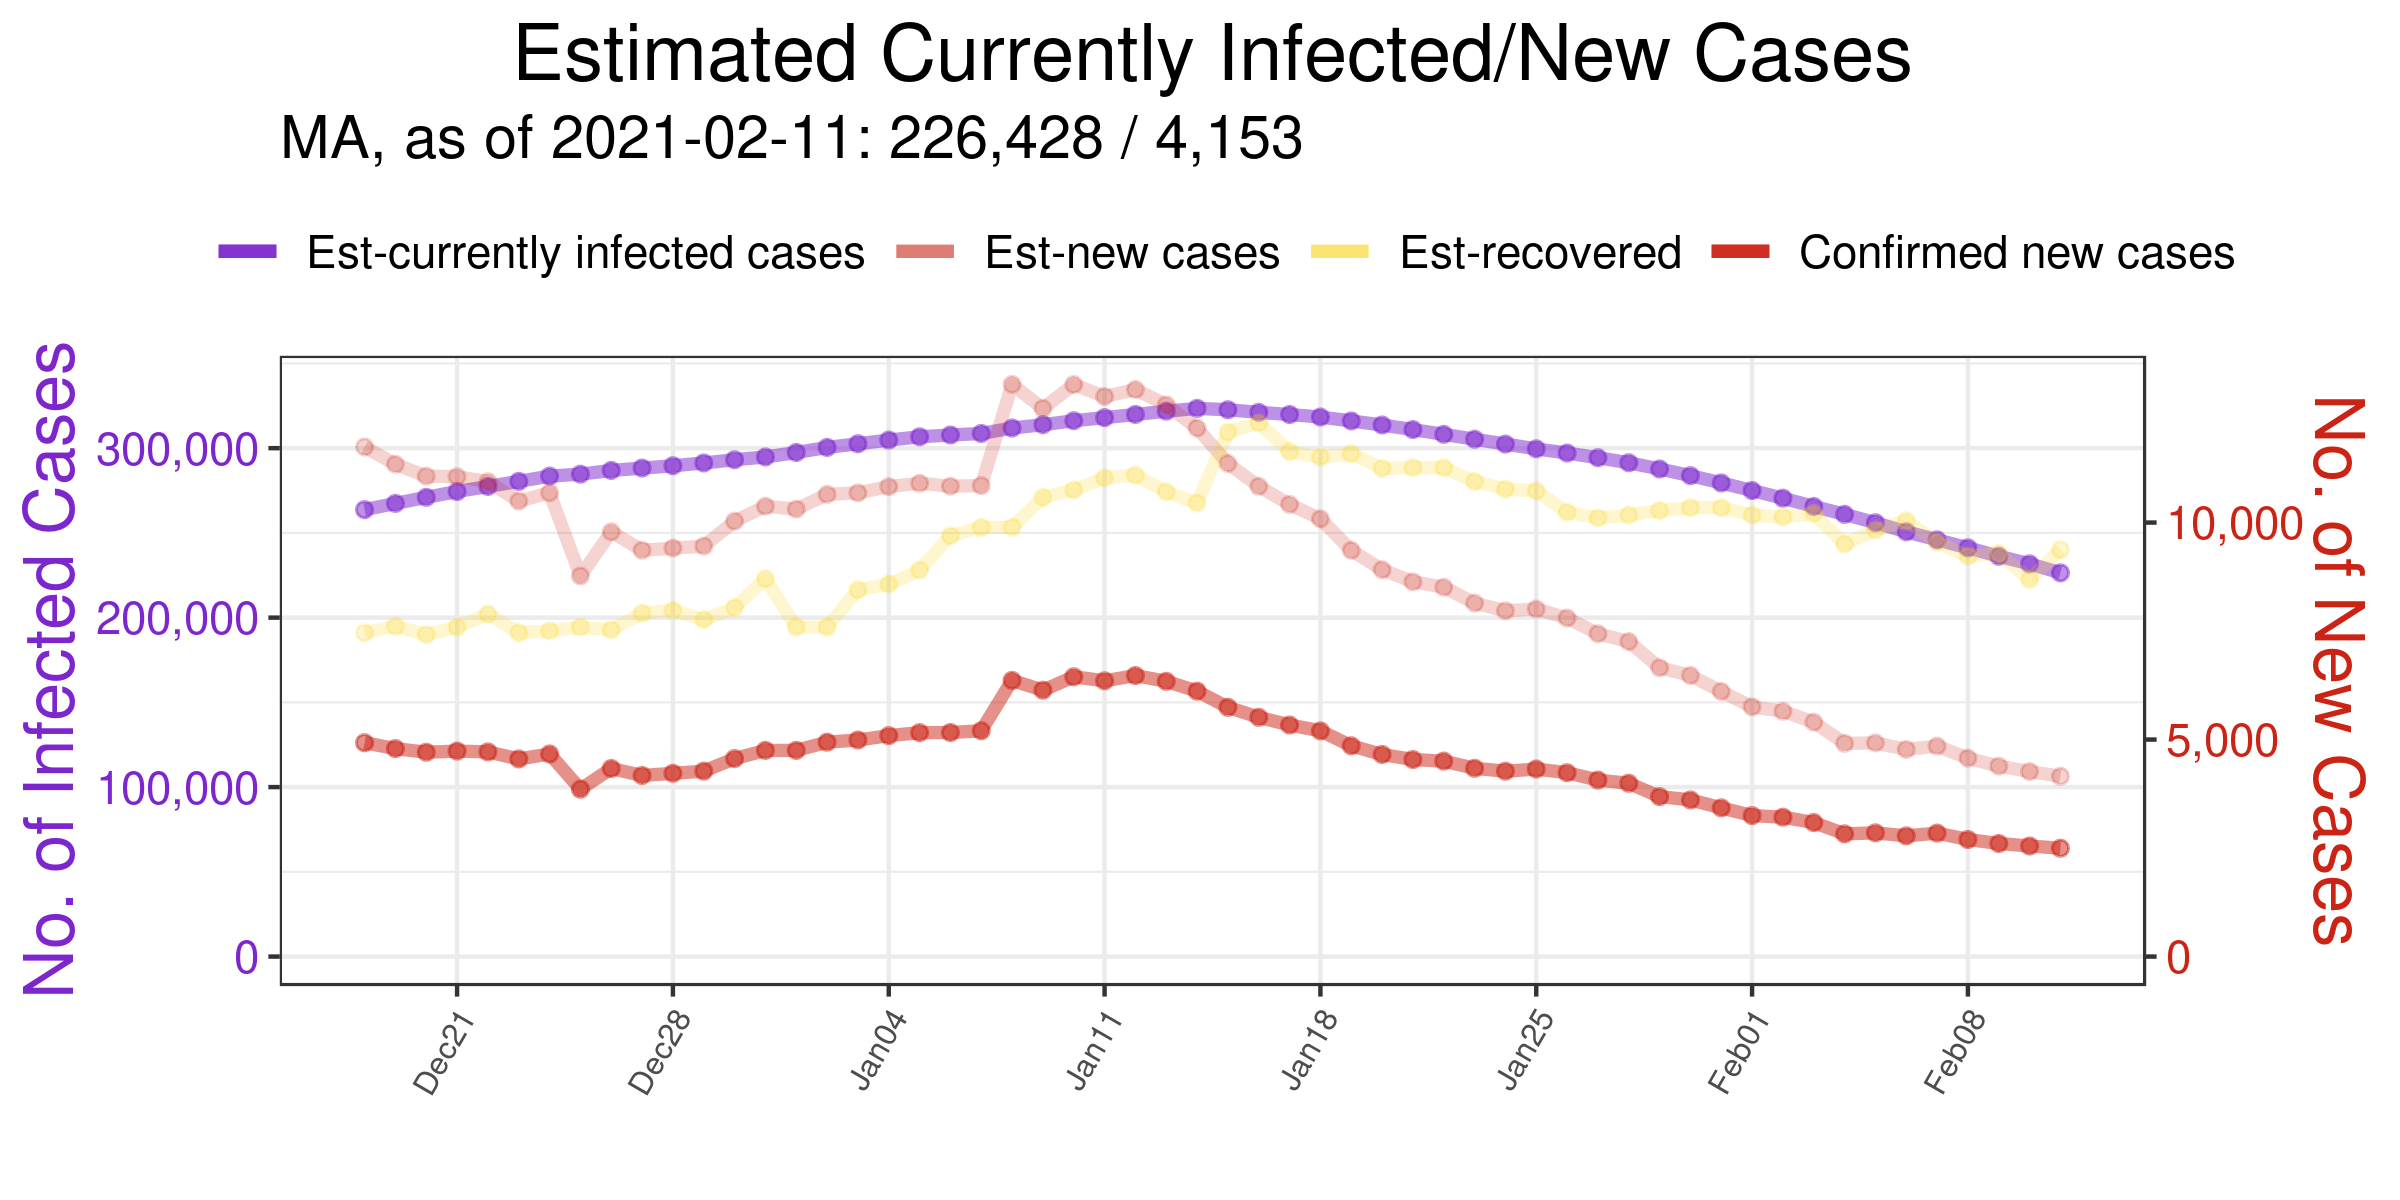 Estimated Currently Infected/New Cases
MA, as of 2021-02-11: 226,428 / 4,153
Est-currently infected cases
Est-new cases
Est-recovered
Confirmed new cases
No. of Infected Cases
300,000
200,000
100,000
0
10,000
5,000
0
No. of New Cases
Dec21
Dec28
Jan04
Jan11
Jan18
Jan25
Feb01
Feb08